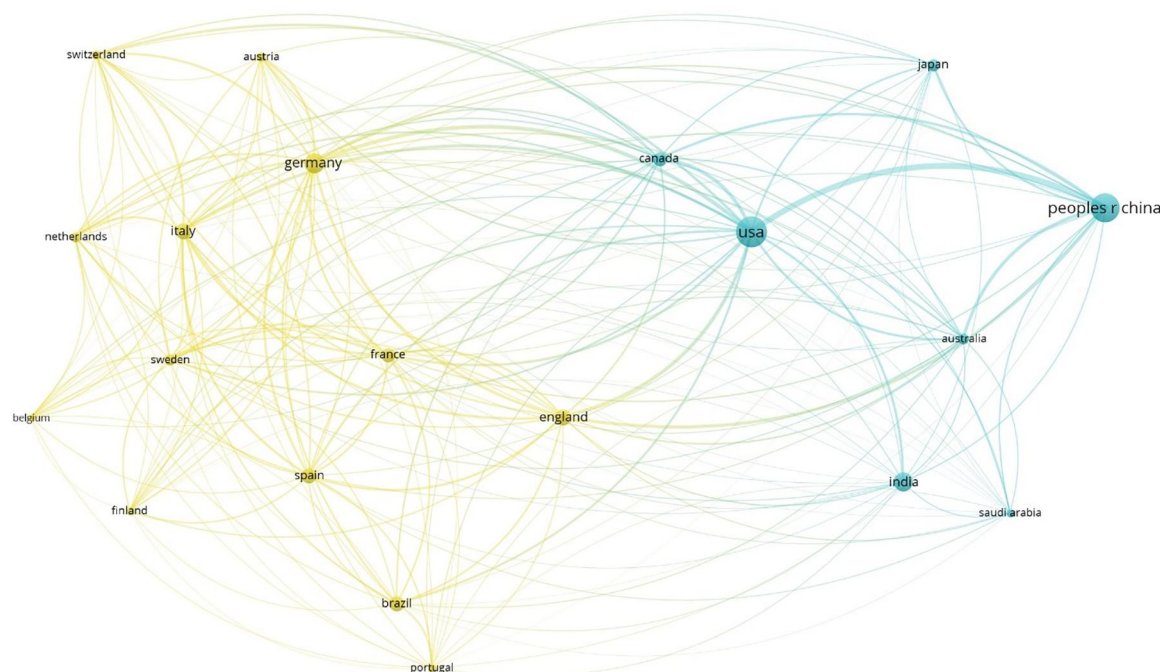 switzerland
austria
japan
germany
canada
peoples r china
netherlands
italy
usa
sweden
france
australia
belgium
england
spain
india
finland
saudi arabia
brazil
portugal